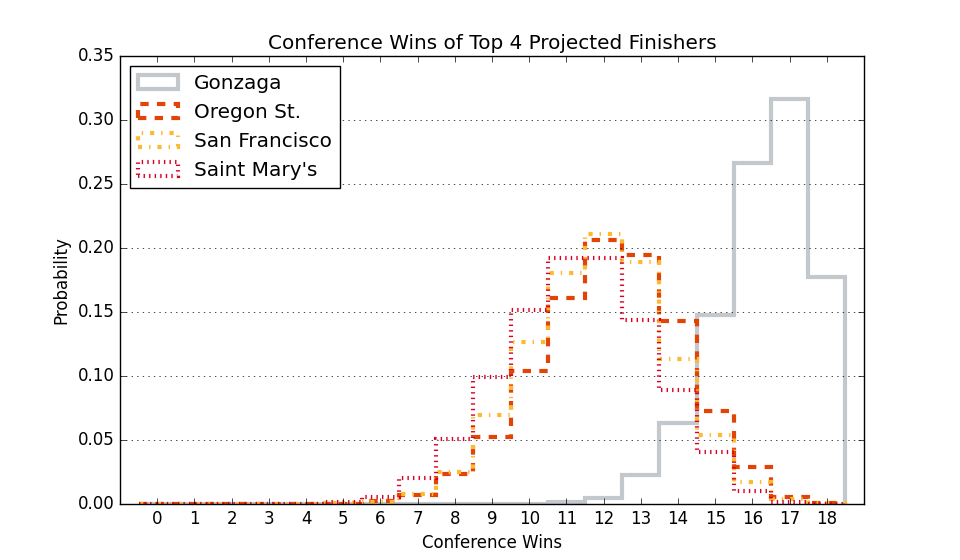 Conference Wins of Top 4 Projected Finishers
Gonzaga
Oregon St.
San Francisco
Saint Mary's
0.35
0.30
0.25
0.20
0.15
0.10
0.05
0.00
Probability
0 1 2 3 4 5 6 7 8 9 10 11 12 13 14 15 16 17 18
Conference Wins